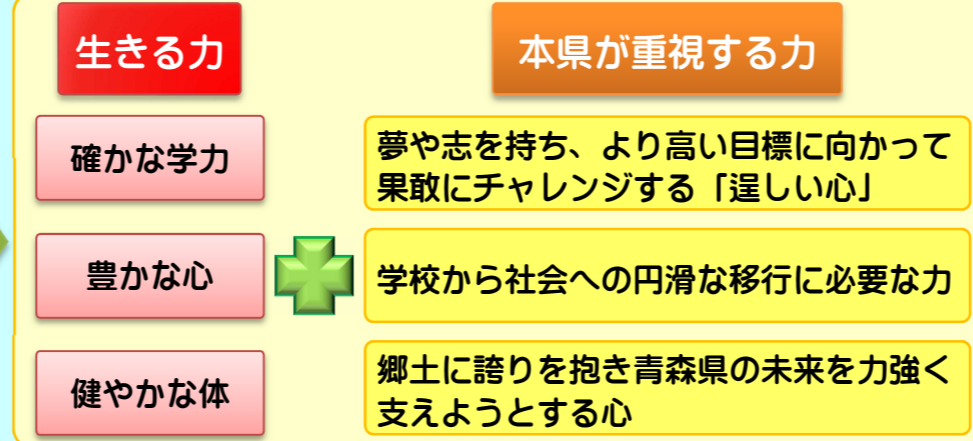 生きる力
本県が重視する力
確かな学力
夢や志を持ち、より高い目標に向かって
果敢にチャレンジする「逞しい心」
豊かな心
学校から社会への円滑な移行に必要な力
健やかな体
郷土に誇りを抱き青森県の未来を力強く
支えようとする心